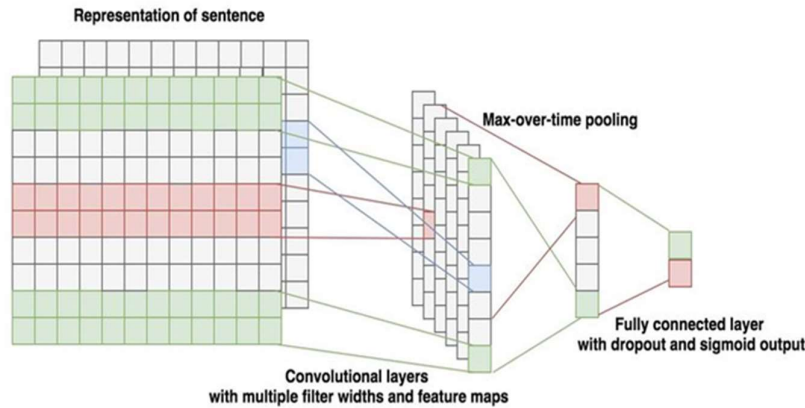 Representation of sentence
Max-over-time pooling
Fully connected layer
with dropout and sigmoid output
Convolutional layers
with multiple filter widths and feature maps